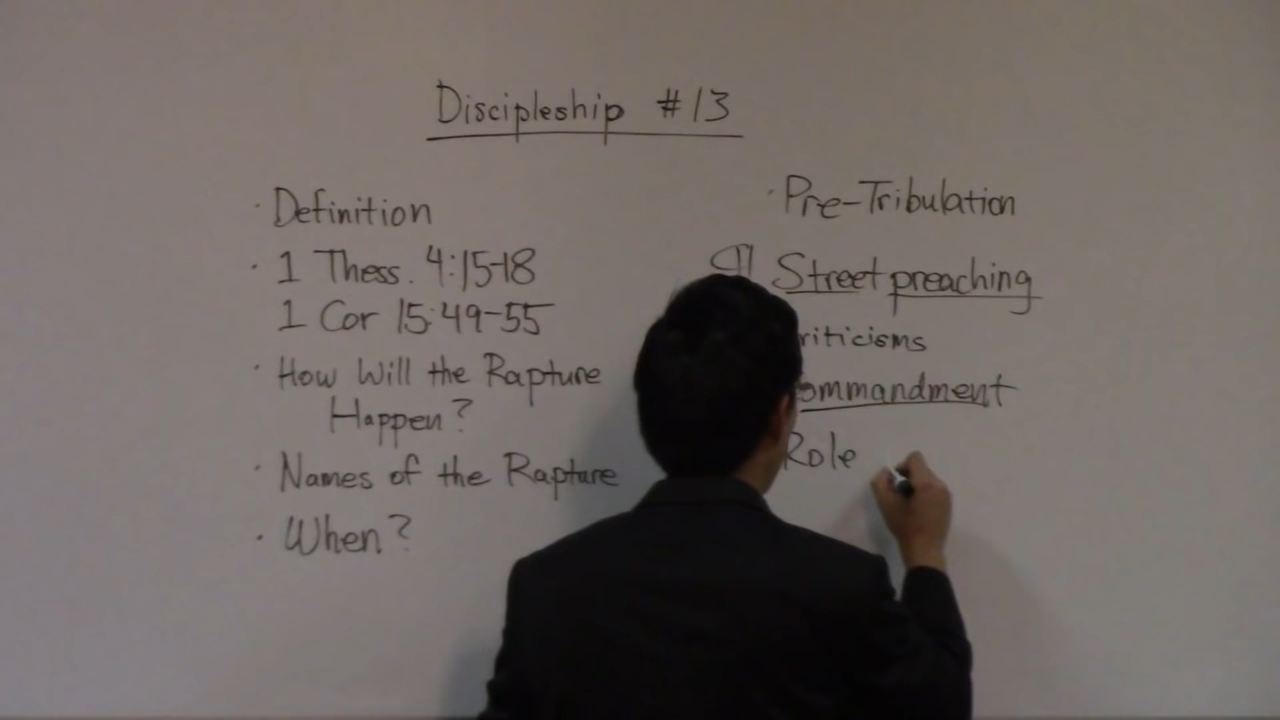 Discipleship #13
· Definition
· 1 Thess. 4:15-18
1 Cor 15:49-55
· How Will the Rapture
Happen?
· Names of the Rapture
· When?
· Pre-Tribulation
Street preaching
riticisms
ommandment
Role